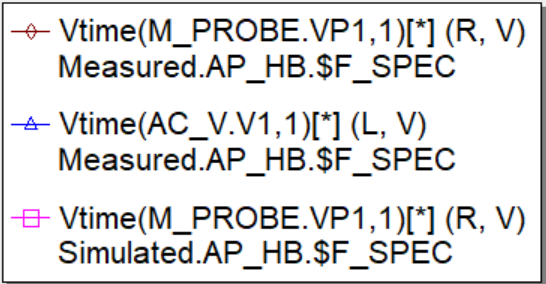 Vtime(M_PROBE.VP1,1)[*] (R, V)
Measured.AP_HB.$F_SPEC
Vtime(AC_V.V1,1)[*] (L, V)
Measured.AP_HB.$F_SPEC
Vtime(M_PROBE.VP1,1)[*] (R, V)
Simulated.AP_HB.$F_SPEC